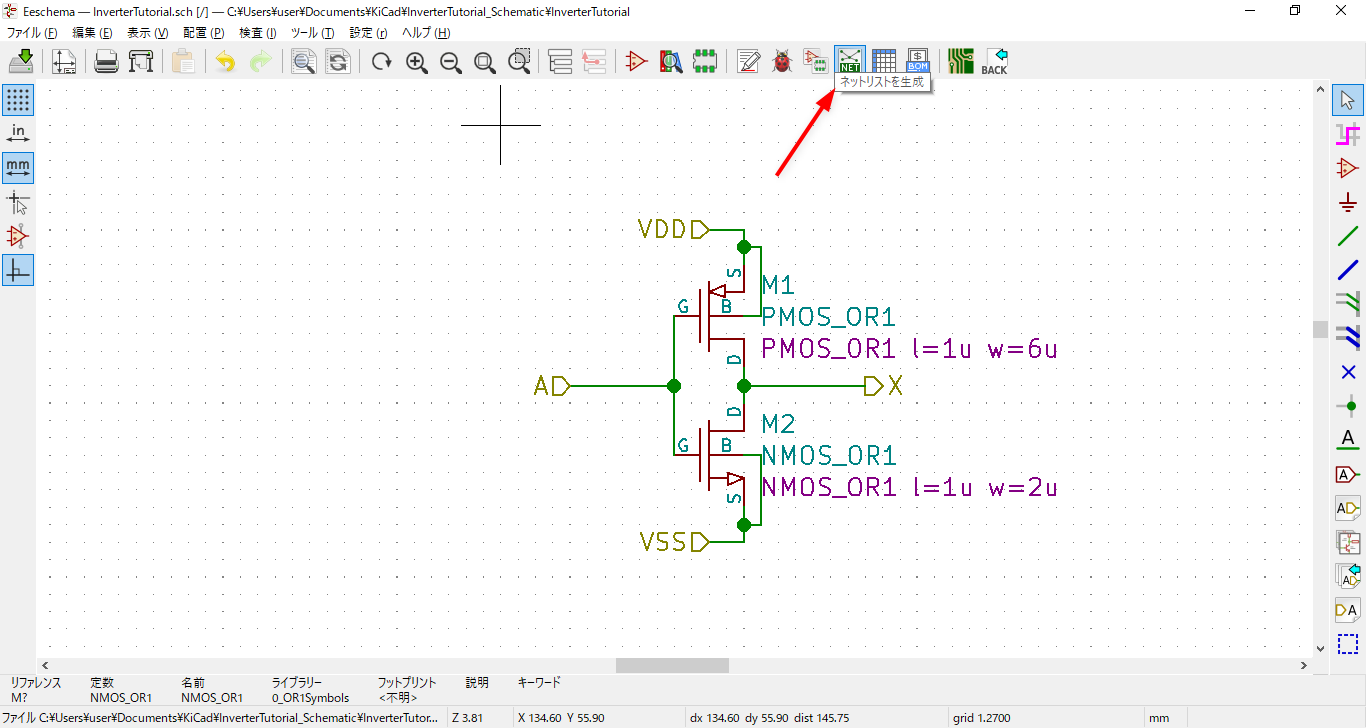 Eeschema — InverterTutorial.sch [/] — C:¥Users¥user¥Documents¥KiCad¥InverterTutorial_Schematic¥InverterTutorial
ファイル (F) 編集 (E) 表示 (V) 配置 (P) 検査 (I) ツール (T) 設定 (r) ヘルプ (H)
NET
BOM
BACK
ネットリストを生成
in
mm
VDD
S
M1
G
B
PMOS_OR1
PMOS_OR1 l=1u w=6u
D
A
X
D
M2
G
B
NMOS_OR1
NMOS_OR1 l=1u w=2u
S
VSS
A
A
AD
AD
DA
リファレンス 定数 名前 ライブラリー フットプリント 説明 キーワード
M? NMOS_OR1 NMOS_OR1 0_OR1Symbols <不明>
ファイル C:¥Users¥user¥Documents¥KiCad¥InverterTutorial_Schematic¥InverterTutor... Z 3.81 X 134.60 Y 55.90 dx 134.60 dy 55.90 dist 145.75 grid 1.2700 mm